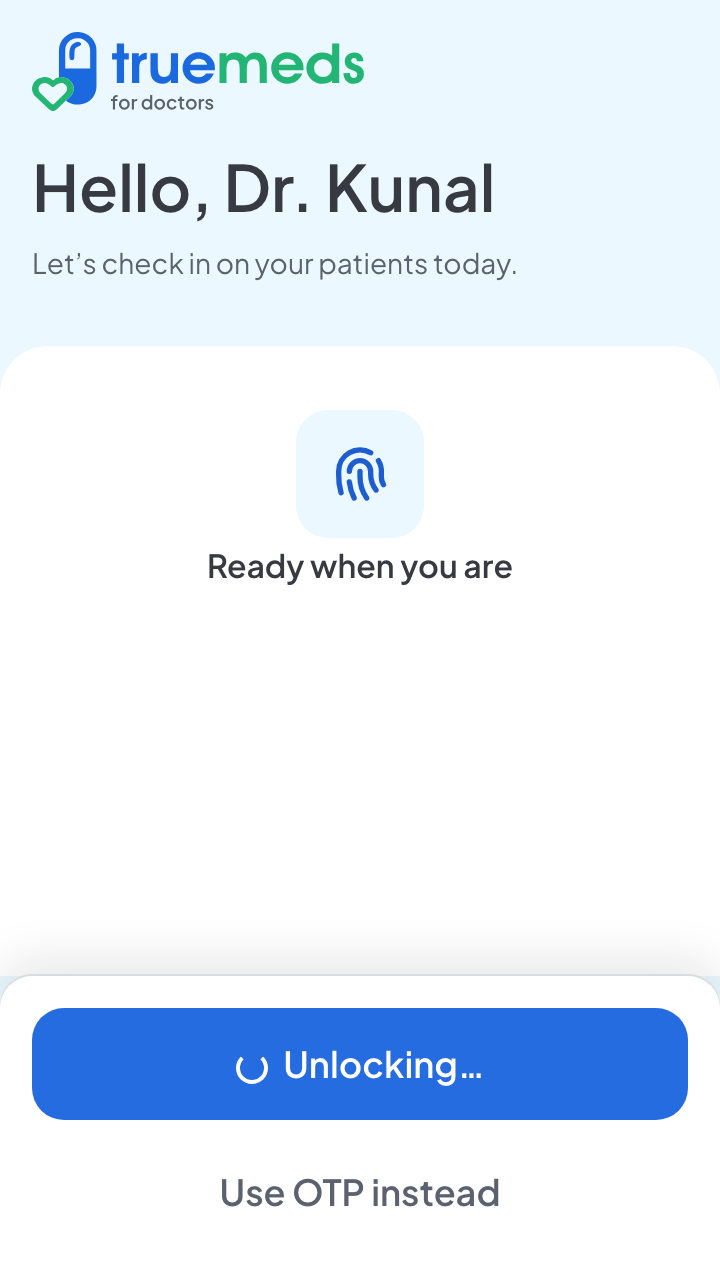 truemeds
for doctors
Hello, Dr. Kunal
Let’s check in on your patients today.
Ready when you are
Unlocking…
Use OTP instead